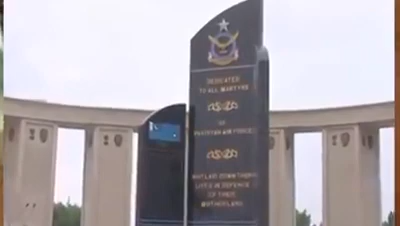 DEDICATED
TO ALL MARTYRS
OF
PAKISTAN AIR FORCE
WHO LAID DOWN THEIR
LIVES IN DEFENCE
OF THEIR
MOTHERLAND